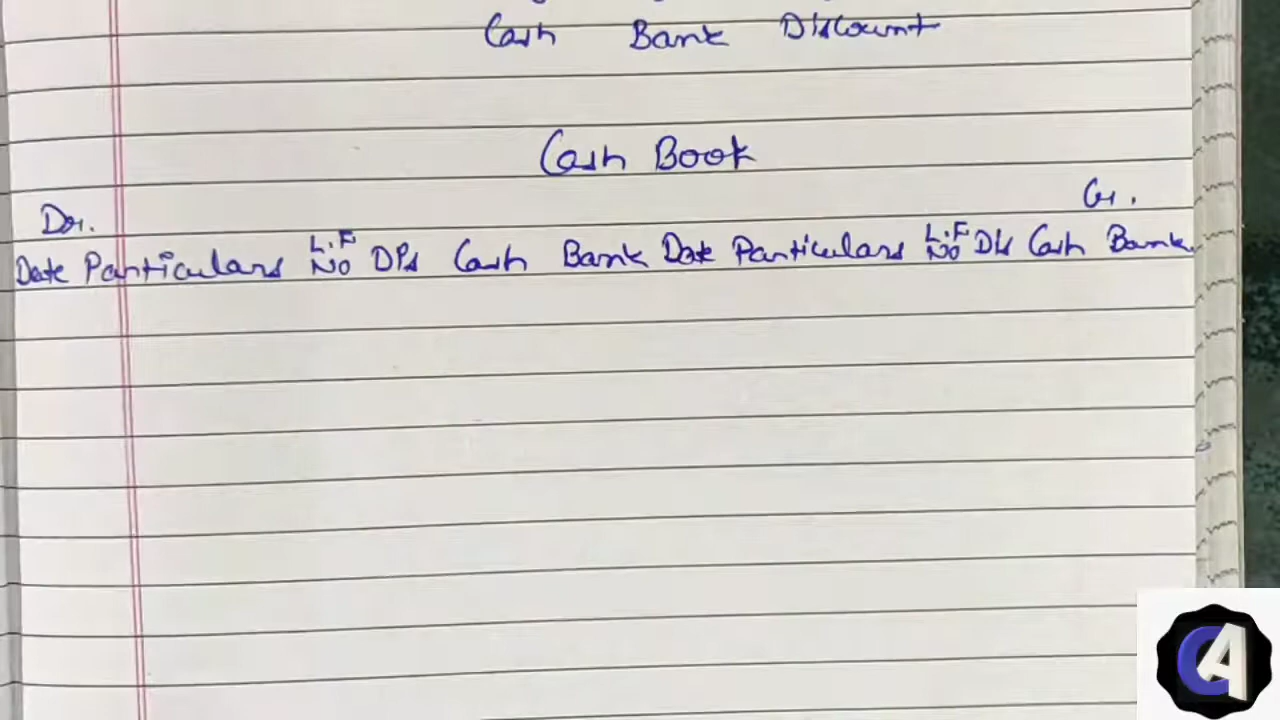 Cash Bank Discount
Cash Book
Dr. Cr.
Date Particulars L.F No Dis Cash Bank Date Particulars L.F No Dis Cash Bank
CA